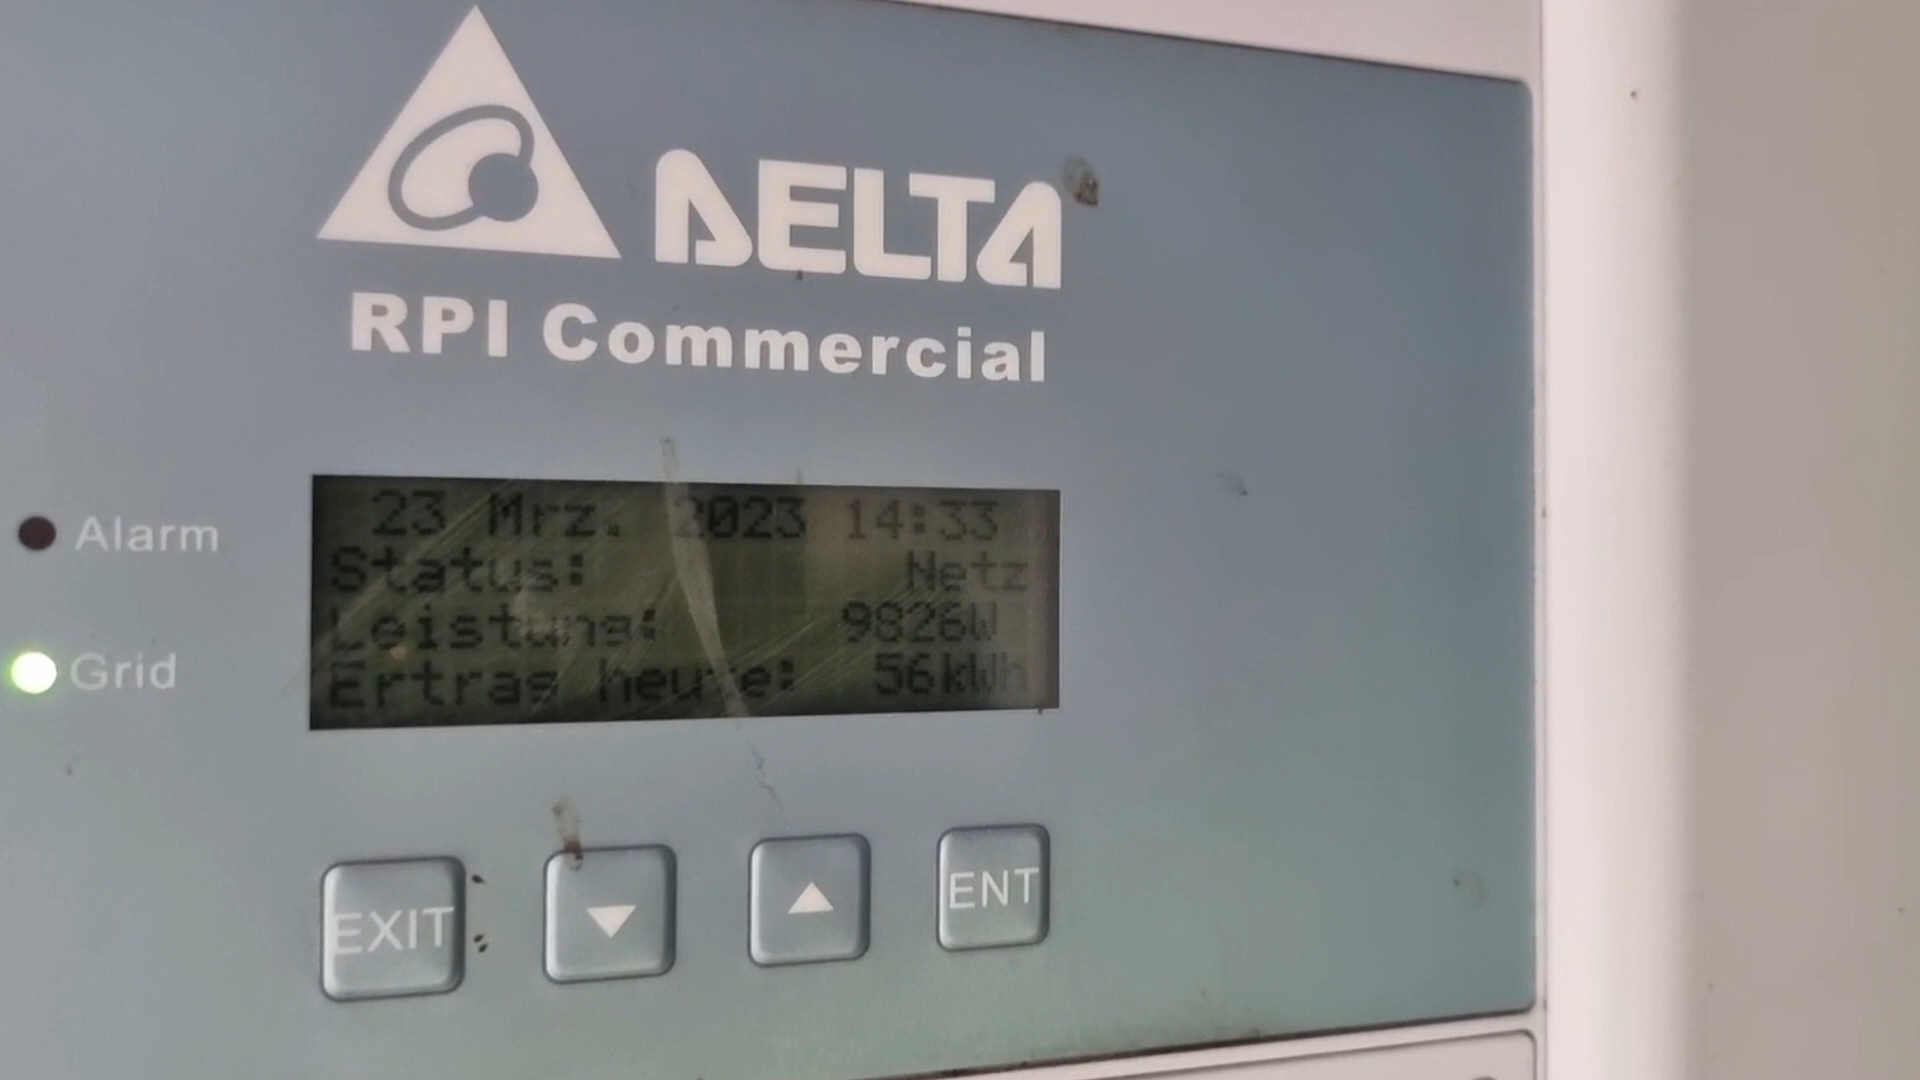 DELTA
RPI Commercial
23 Mrz. 2023 14:33
Status: Netz
Leistung: 9826W
Ertrag heute: 56kWh
Alarm
Grid
EXIT
ENT